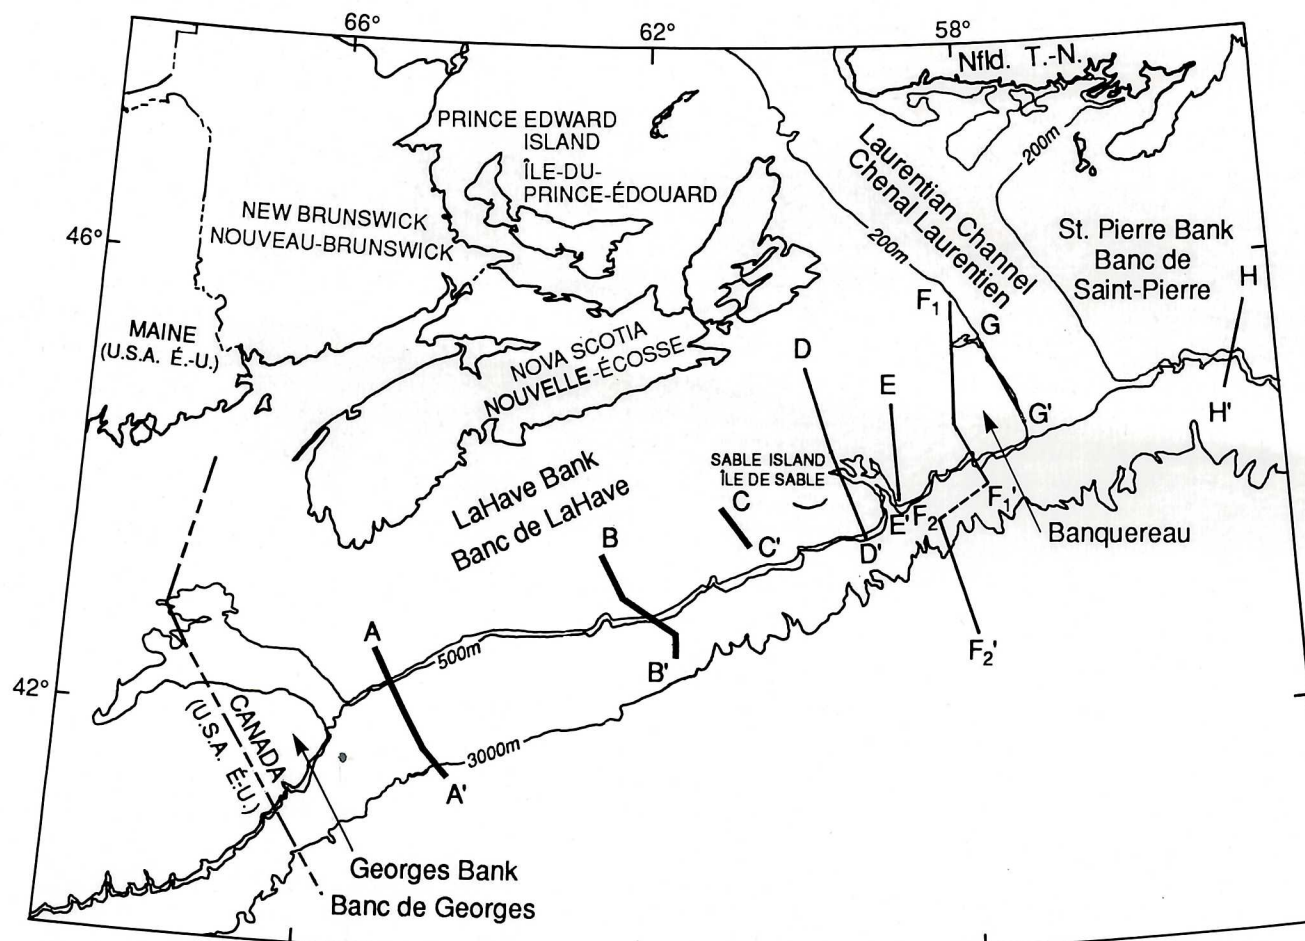 66°
62°
58°
Nfld. T.-N.
PRINCE EDWARD
ISLAND
ÎLE-DU-
PRINCE-ÉDOUARD
200m
Laurentian Channel
Chenal Laurentien
NEW BRUNSWICK
NOUVEAU-BRUNSWICK
46°
200m
St. Pierre Bank
Banc de
Saint-Pierre
H
F1
G
MAINE
(U.S.A. É.-U.)
NOVA SCOTIA
NOUVELLE-ÉCOSSE
D
E
G'
H'
SABLE ISLAND
ÎLE DE SABLE
LaHave Bank
Banc de LaHave
C
F1'
E'
F2
B
C'
D'
Banquereau
A
500m
B'
F2'
42°
CANADA
(U.S.A. É.-U.)
3000m
A'
Georges Bank
Banc de Georges